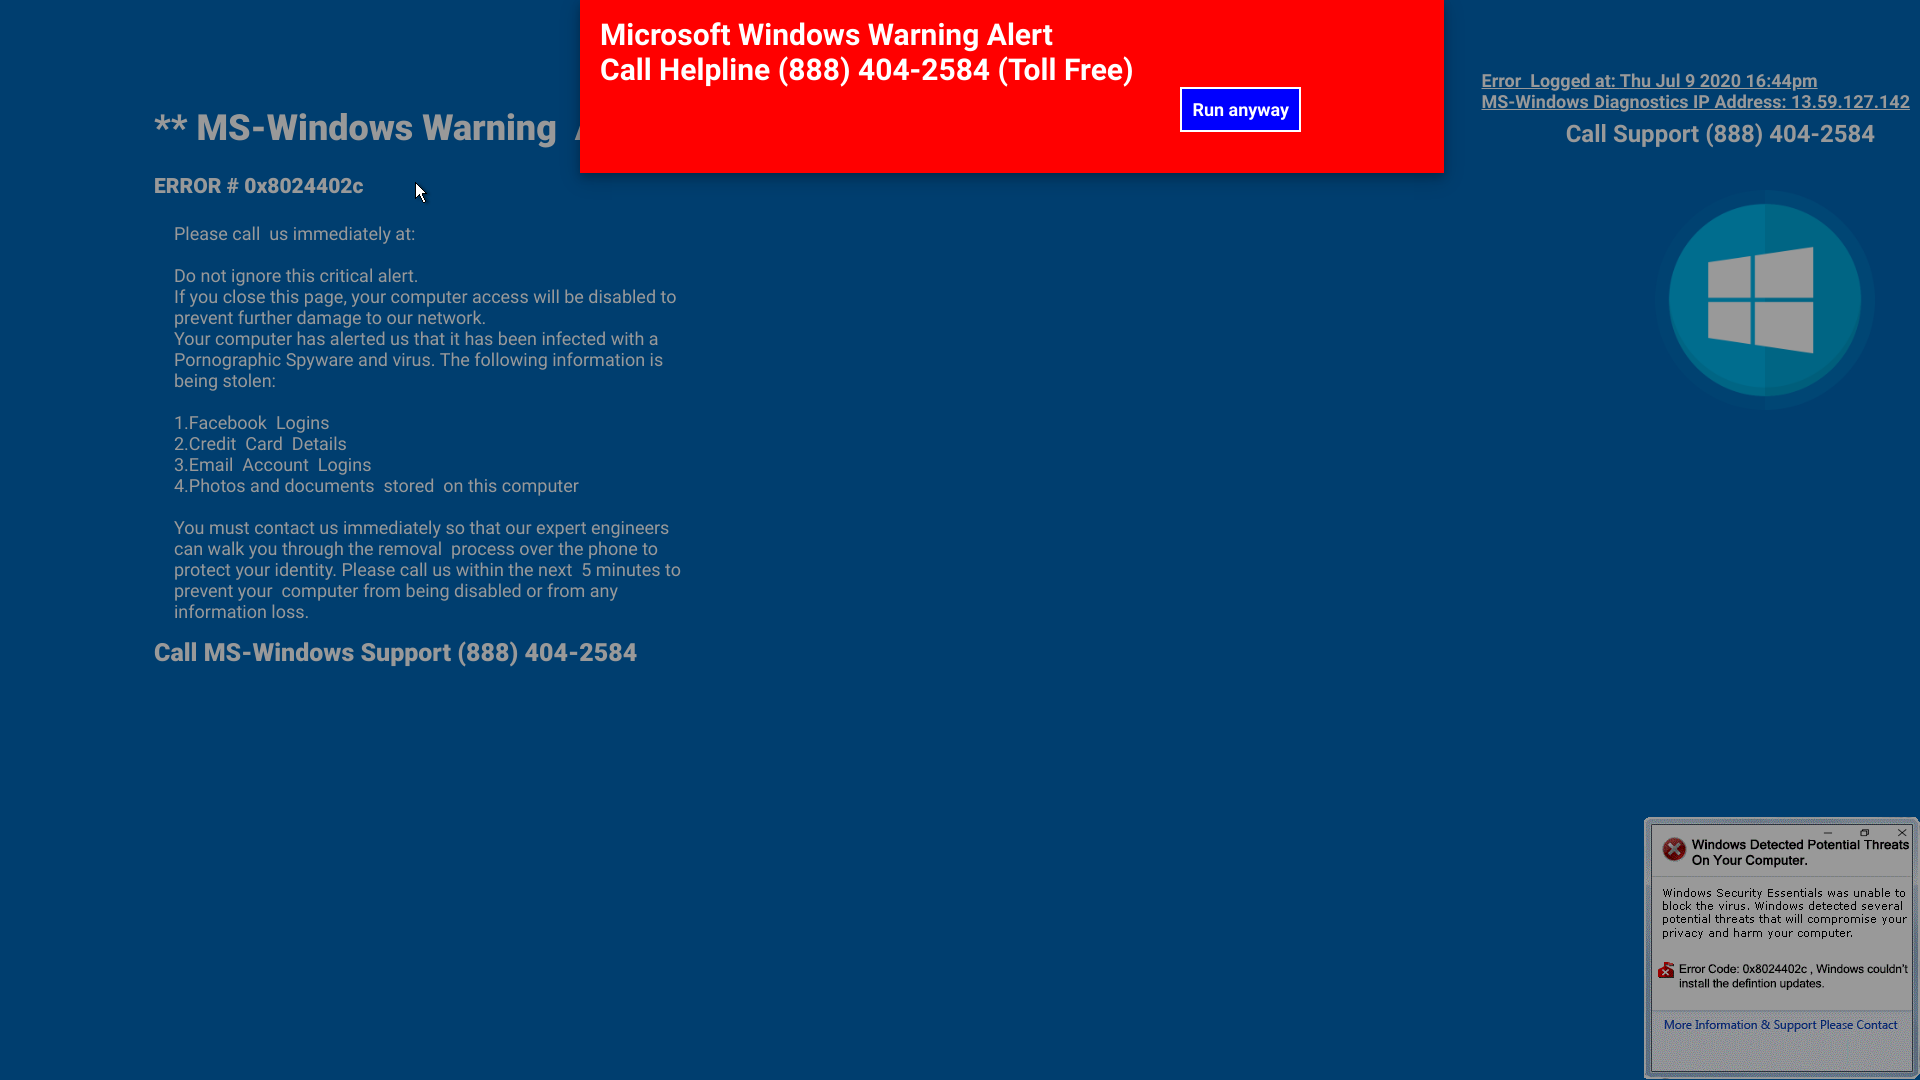 Microsoft Windows Warning Alert
Call Helpline (888) 404-2584 (Toll Free)
Run anyway
Error Logged at: Thu Jul 9 2020 16:44pm
MS-Windows Diagnostics IP Address: 13.59.127.142
Call Support (888) 404-2584
** MS-Windows Warning
ERROR # 0x8024402c
Please call us immediately at:
Do not ignore this critical alert.
If you close this page, your computer access will be disabled to
prevent further damage to our network.
Your computer has alerted us that it has been infected with a
Pornographic Spyware and virus. The following information is
being stolen:
1.Facebook Logins
2.Credit Card Details
3.Email Account Logins
4.Photos and documents stored on this computer
You must contact us immediately so that our expert engineers
can walk you through the removal process over the phone to
protect your identity. Please call us within the next 5 minutes to
prevent your computer from being disabled or from any
information loss.
Call MS-Windows Support (888) 404-2584
Windows Detected Potential Threats
On Your Computer.
Windows Security Essentials was unable to
block the virus. Windows detected several
potential threats that will compromise your
privacy and harm your computer.
Error Code: 0x8024402c , Windows couldn't
install the defintion updates.
More Information & Support Please Contact